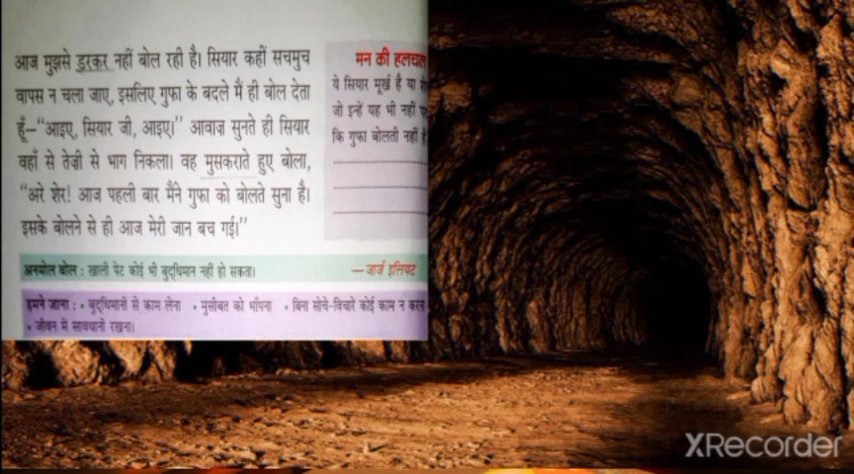 आज मुझसे डरकर नहीं बोल रही है। सियार कहीं सचमुच
वापस न चला जाए, इसलिए गुफा के बदले मैं ही बोल देता
हूँ–“आइए, सियार जी, आइए।” आवाज़ सुनते ही सियार
वहाँ से तेज़ी से भाग निकला। वह मुसकराते हुए बोला,
“अरे शेर! आज पहली बार मैंने गुफा को बोलते सुना है।
इसके बोलने से ही आज मेरी जान बच गई।”
मन की हलचल
ये सियार मूर्ख है या
जो इन्हें यह भी नहीं
कि गुफा बोलती नहीं
अनमोल बोल : खाली पेट कोई भी बुद्धिमान नहीं हो सकता। —जार्ज इलियट
हमने जाना : • बुद्धिमानी से काम लेना • मुसीबत को भाँपना • बिना सोचे-विचारे कोई काम न करन
• जीवन में सावधानी रखना।
XRecorder